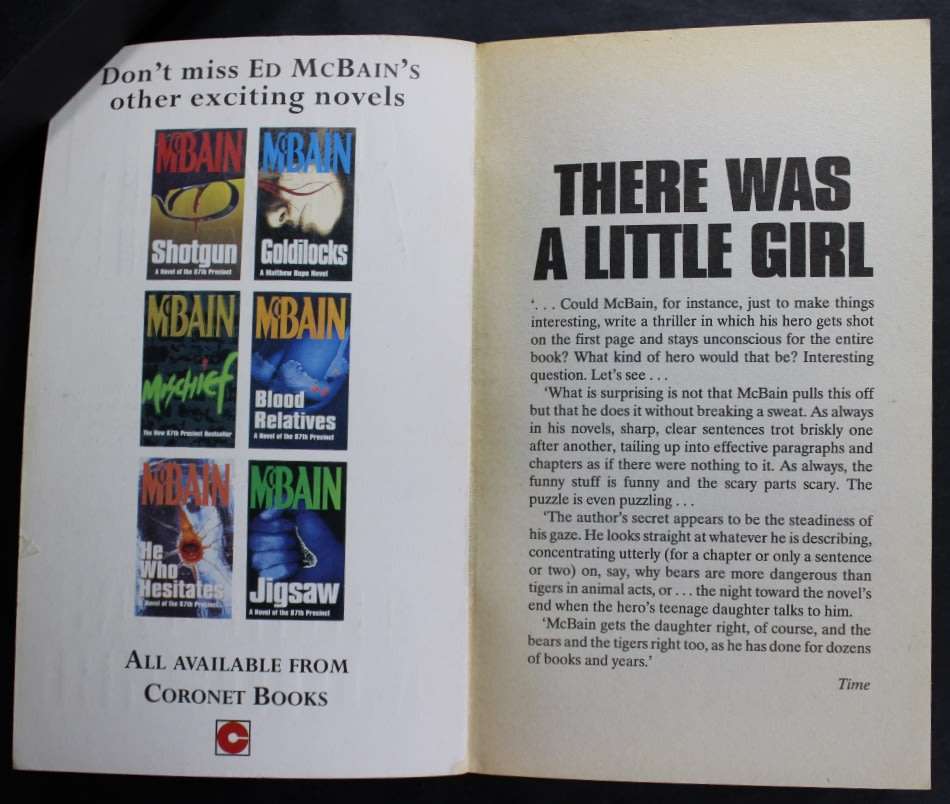 Don't miss ED MCBAIN'S
other exciting novels
McBAIN
Shotgun
A Novel of the 87th Precinct
McBAIN
Goldilocks
A Matthew Hope Novel
McBAIN
Mischief
The New 87th Precinct Bestseller
McBAIN
Blood
Relatives
A Novel of the 87th Precinct
McBAIN
He
Who
Hesitates
Novel of the 87th Precinct
McBAIN
Jigsaw
A Novel of the 87th Precinct
ALL AVAILABLE FROM
CORONET BOOKS
THERE WAS
A LITTLE GIRL
'. . . Could McBain, for instance, just to make things
interesting, write a thriller in which his hero gets shot
on the first page and stays unconscious for the entire
book? What kind of hero would that be? Interesting
question. Let's see . . .
'What is surprising is not that McBain pulls this off
but that he does it without breaking a sweat. As always
in his novels, sharp, clear sentences trot briskly one
after another, tailing up into effective paragraphs and
chapters as if there were nothing to it. As always, the
funny stuff is funny and the scary parts scary. The
puzzle is even puzzling . . .
'The author's secret appears to be the steadiness of
his gaze. He looks straight at whatever he is describing,
concentrating utterly (for a chapter or only a sentence
or two) on, say, why bears are more dangerous than
tigers in animal acts, or . . . the night toward the novel's
end when the hero's teenage daughter talks to him.
'McBain gets the daughter right, of course, and the
bears and the tigers right too, as he has done for dozens
of books and years.'
Time